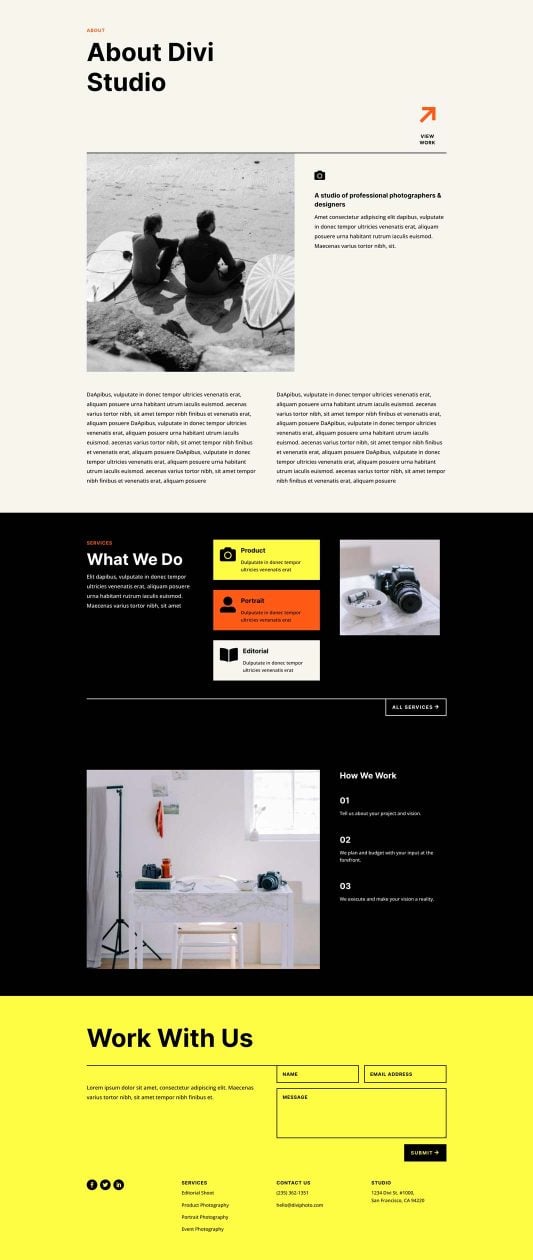 ABOUT
About Divi
Studio
VIEW
WORK
A studio of professional photographers &
designers
Amet consectetur adipiscing elit dapibus, vulputate
in donec tempor ultricies venenatis erat, aliquam
posuere urna habitant rutrum iaculis euismod.
Maecenas varius tortor nibh, sit.
DaApibus, vulputate in donec tempor ultricies venenatis erat,
aliquam posuere urna habitant utrum iaculis euismod. aecenas
varius tortor nibh, sit amet tempor nibh finibus et venenatis erat,
aliquam posuere DaApibus, vulputate in donec tempor ultricies
venenatis erat, aliquam posuere urna habitant utrum iaculis
euismod. aecenas varius tortor nibh, sit amet tempor nibh finibus
et venenatis erat, aliquam posuere DaApibus, vulputate in donec
tempor ultricies venenatis erat, aliquam posuere urna habitant
utrum iaculis euismod. aecenas varius tortor nibh, sit amet tempor
nibh finibus et venenatis erat, aliquam posuere
DaApibus, vulputate in donec tempor ultricies venenatis erat,
aliquam posuere urna habitant utrum iaculis euismod. aecenas
varius tortor nibh, sit amet tempor nibh finibus et venenatis erat,
aliquam posuere DaApibus, vulputate in donec tempor ultricies
venenatis erat, aliquam posuere urna habitant utrum iaculis
euismod. aecenas varius tortor nibh, sit amet tempor nibh finibus
et venenatis erat, aliquam posuere DaApibus, vulputate in donec
tempor ultricies venenatis erat, aliquam posuere urna habitant
utrum iaculis euismod. aecenas varius tortor nibh, sit amet tempor
nibh finibus et venenatis erat, aliquam posuere
SERVICES
What We Do
Elit dapibus, vulputate in donec tempor
ultricies venenatis erat, aliquam posuere
urna habitant rutrum iaculis euismod.
Maecenas varius tortor nibh, sit amet
Product
Dulputate in donec tempor
ultricies venenatis erat
Portrait
Dulputate in donec tempor
ultricies venenatis erat
Editorial
Dulputate in donec tempor
ultricies venenatis erat
ALL SERVICES →
How We Work
01
Tell us about your project and vision.
02
We plan and budget with your input at the
forefront.
03
We execute and make your vision a reality.
Work With Us
Lorem ipsum dolor sit amet, consectetur adipiscing elit. Maecenas
varius tortor nibh, sit amet tempor nibh finibus et.
NAME
EMAIL ADDRESS
MESSAGE
SUBMIT →
SERVICES
Editorial Shoot
Product Photography
Portrait Photography
Event Photography
CONTACT US
(235) 362-1351
hello@diviphoto.com
STUDIO
1234 Divi St. #1000,
San Francisco, CA 94220